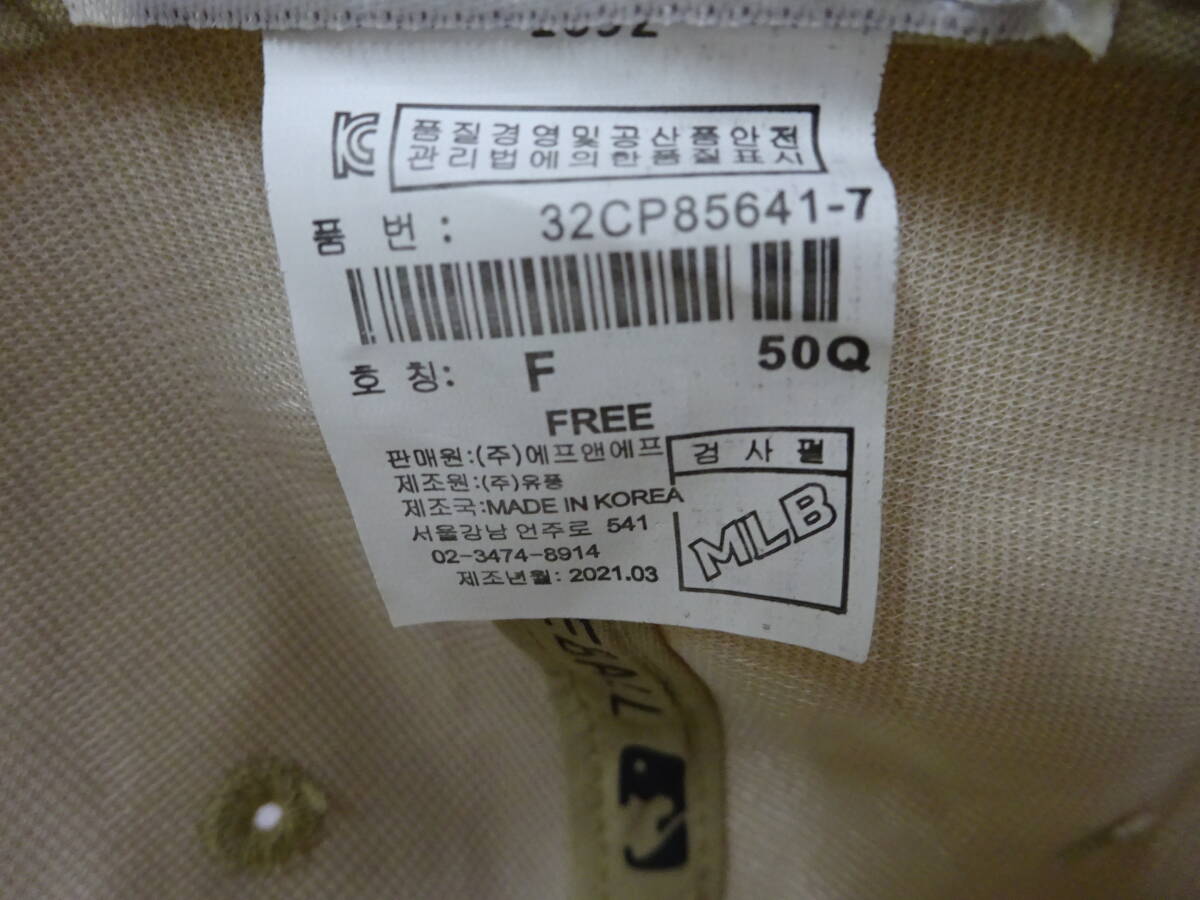 품질경영및공산품안전
관리법에의한품질표시
품 번 : 32CP85641-7
50Q
호 칭: F
FREE
판매원:(주)에프앤에프
제조원:(주)유풍
제조국:MADE IN KOREA
서울강남 언주로 541
02-3474-8914
제조년월: 2021.03
검 사 필
MLB